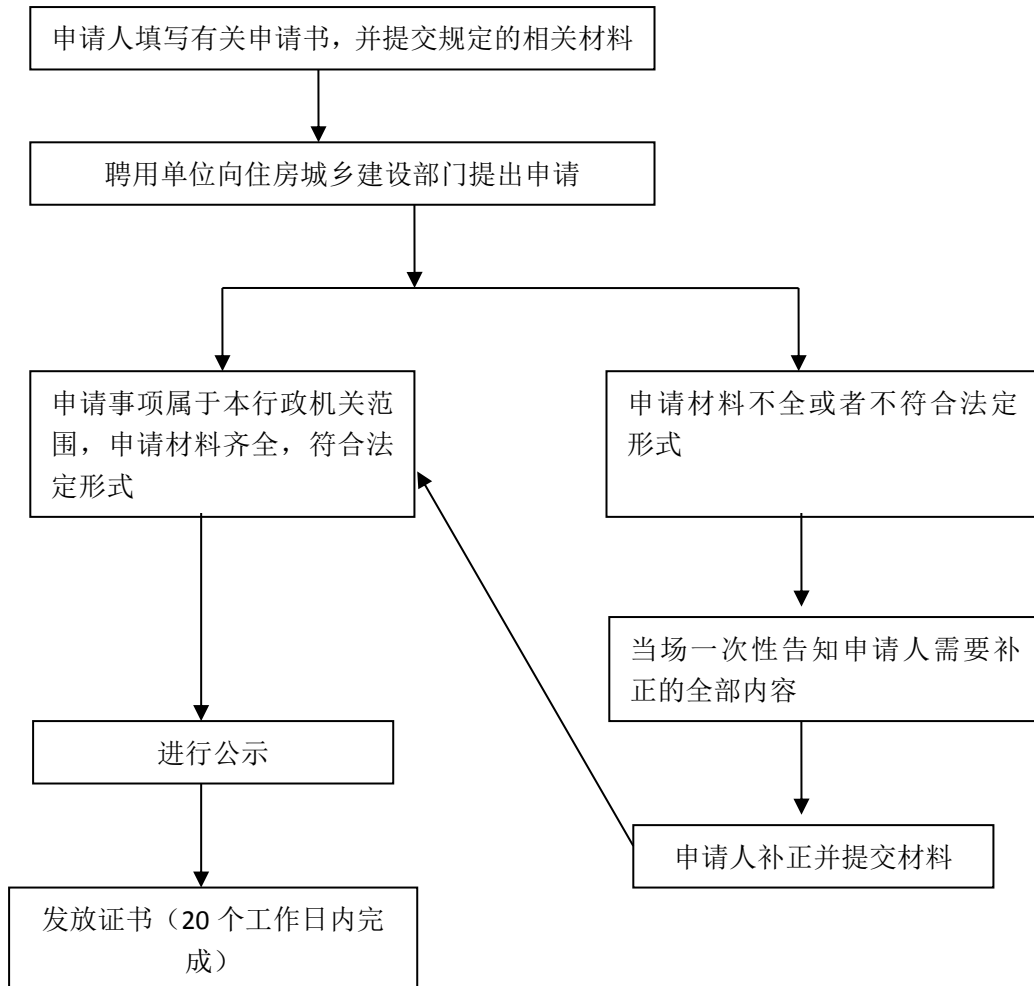 申请人填写有关申请书，并提交规定的相关材料
聘用单位向住房城乡建设部门提出申请
申请事项属于本行政机关范
围，申请材料齐全，符合法
定形式
申请材料不全或者不符合法定
形式
当场一次性告知申请人需要补
正的全部内容
进行公示
申请人补正并提交材料
发放证书（20 个工作日内完
成）